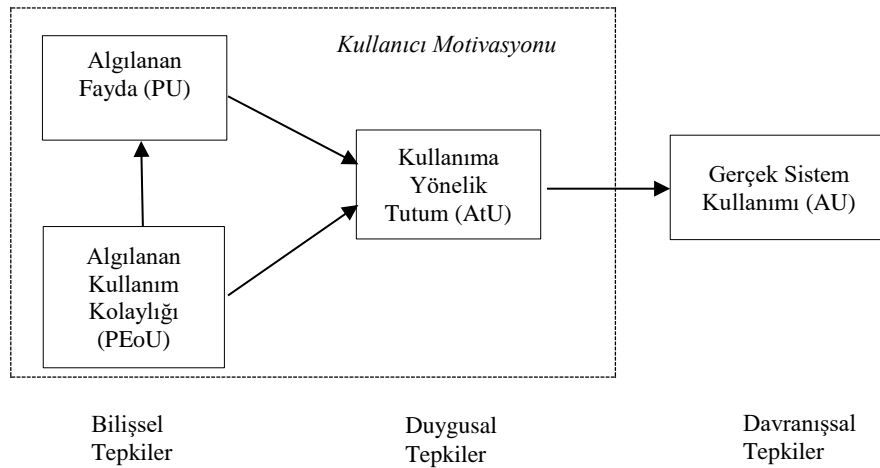 Kullanıcı Motivasyonu
Algılanan
Fayda (PU)
Algılanan
Kullanım
Kolaylığı
(PEoU)
Kullanıma
Yönelik
Tutum (AtU)
Gerçek Sistem
Kullanımı (AU)
Bilişsel
Tepkiler
Duygusal
Tepkiler
Davranışsal
Tepkiler